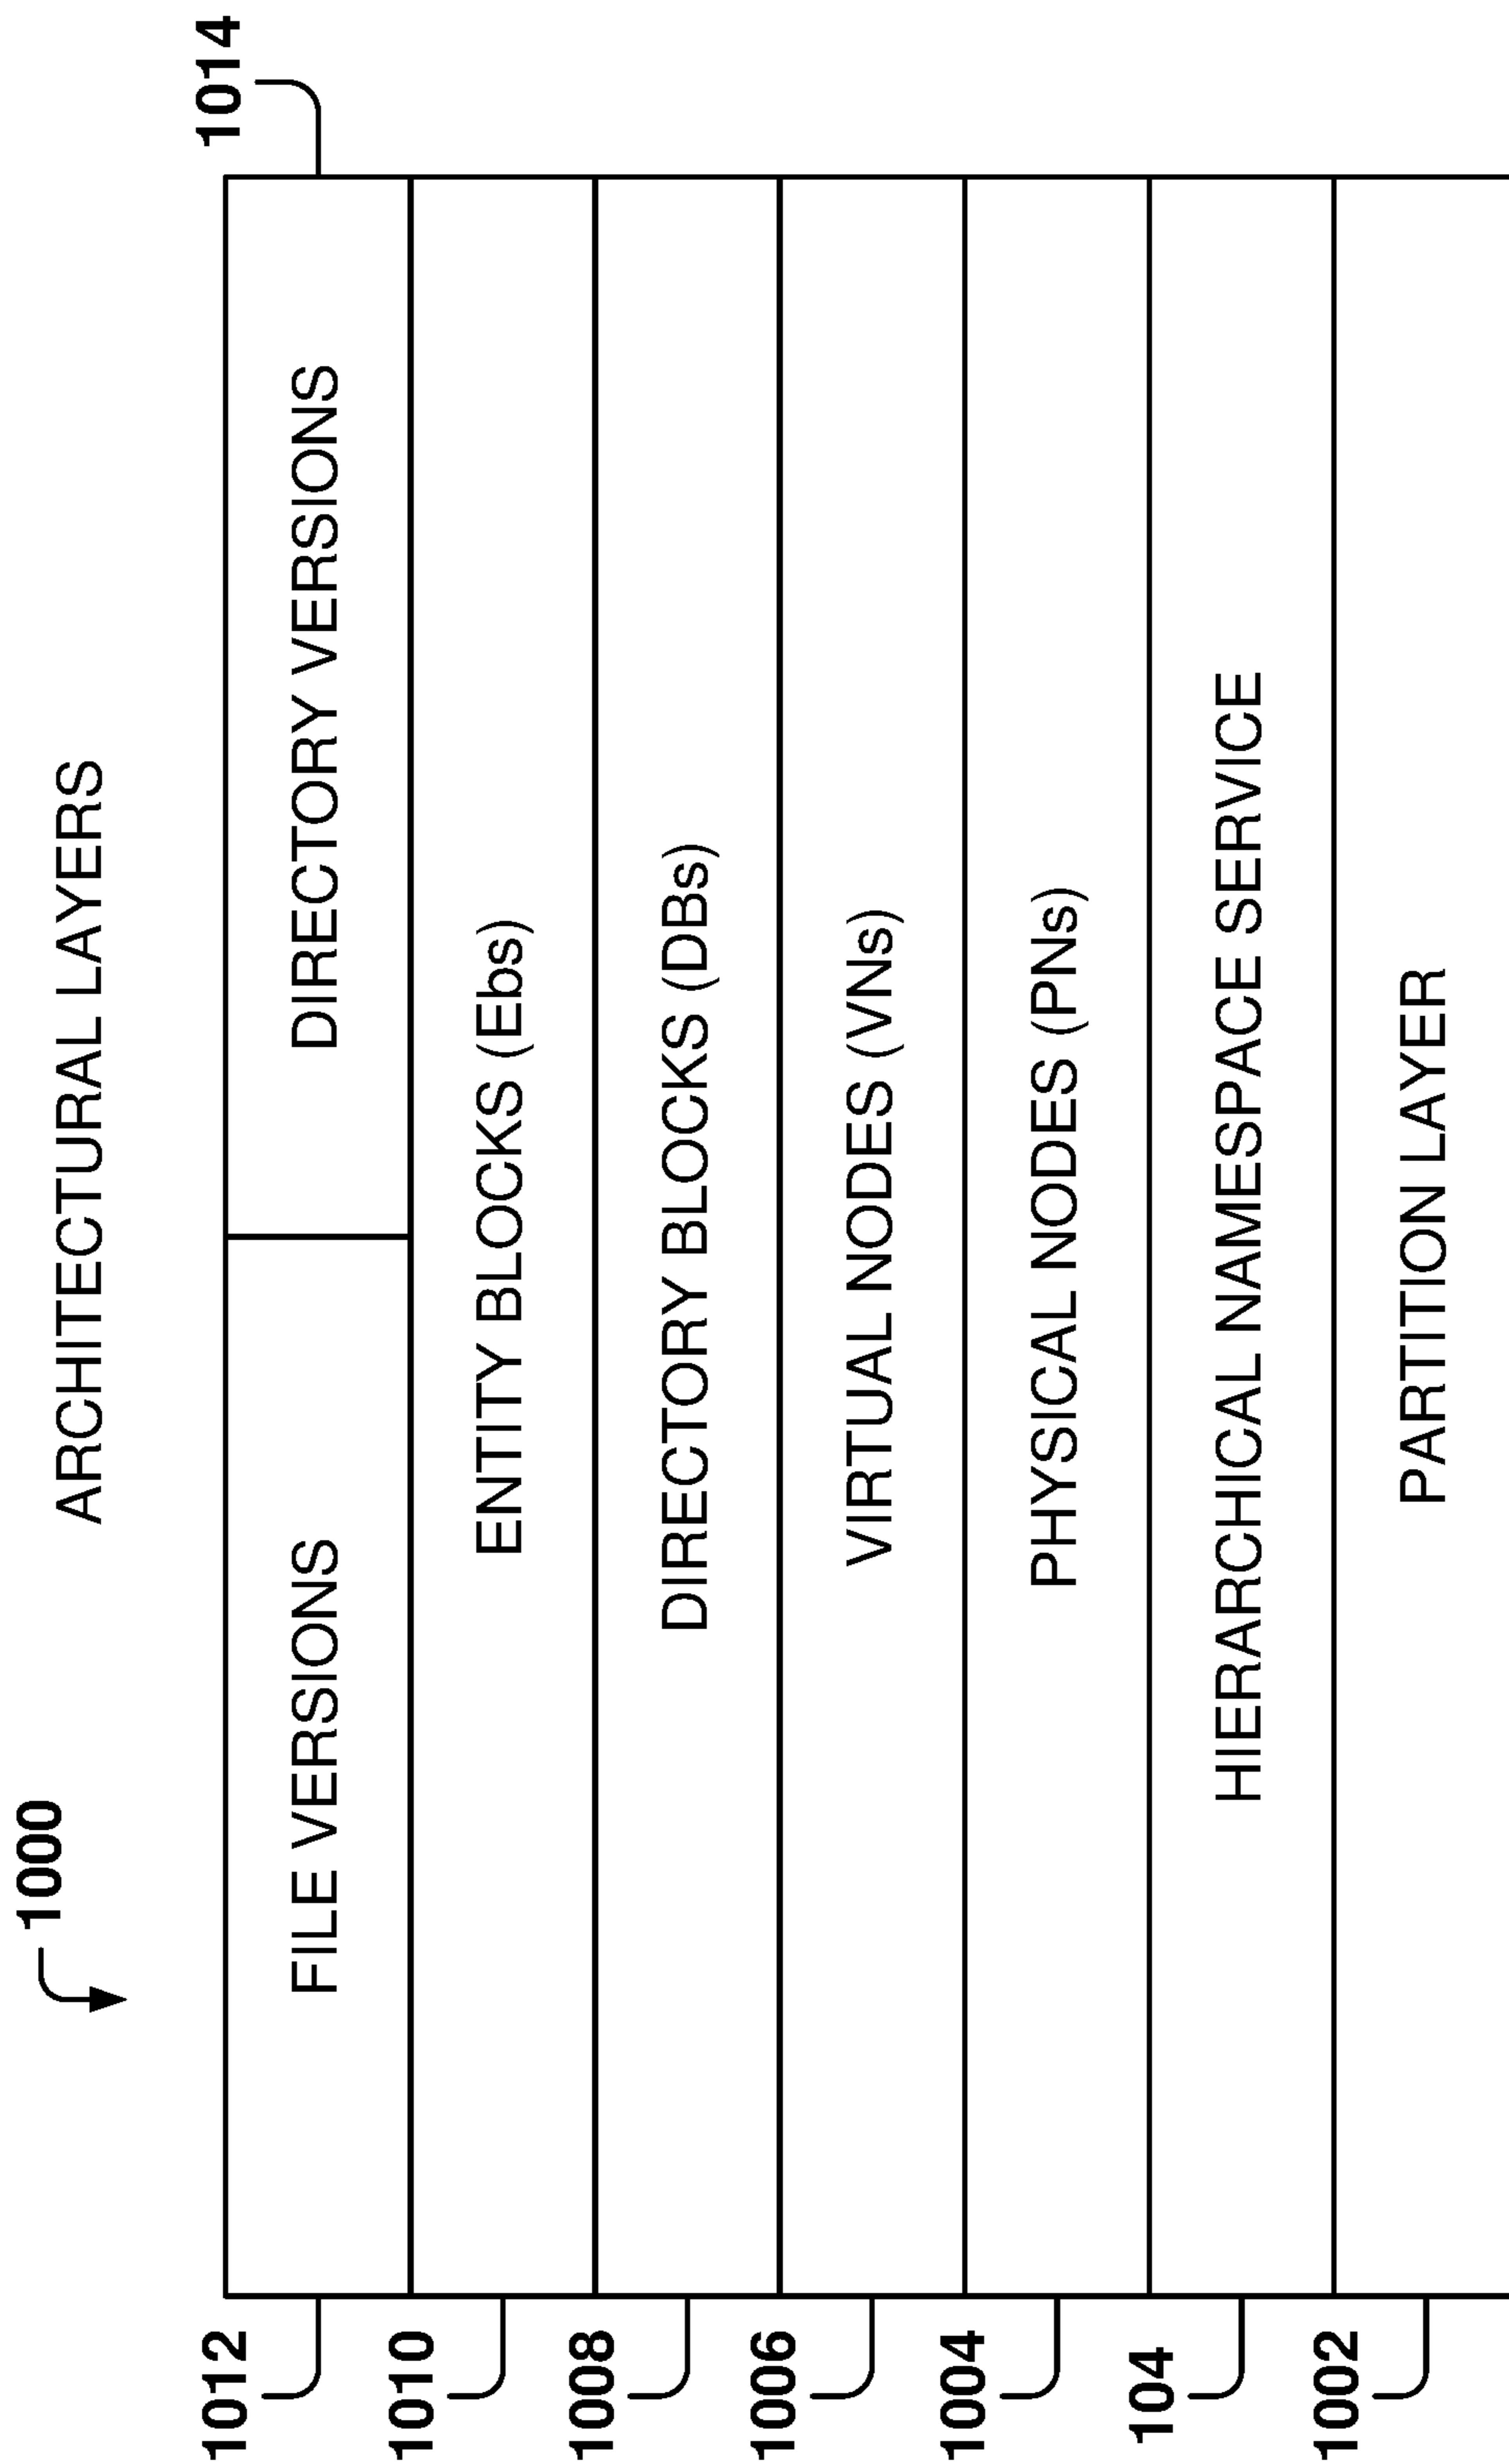 1000
ARCHITECTURAL LAYERS
1014
1012
FILE VERSIONS
DIRECTORY VERSIONS
1010
ENTITY BLOCKS (Ebs)
1008
DIRECTORY BLOCKS (DBs)
1006
VIRTUAL NODES (VNs)
1004
PHYSICAL NODES (PNs)
104
HIERARCHICAL NAMESPACE SERVICE
1002
PARTITION LAYER